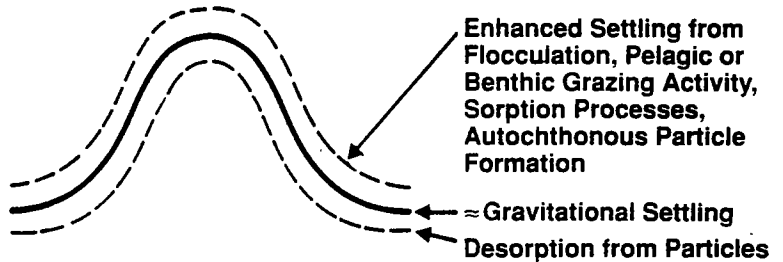 Enhanced Settling from
Flocculation, Pelagic or
Benthic Grazing Activity,
Sorption Processes,
Autochthonous Particle
Formation
≈Gravitational Settling
Desorption from Particles